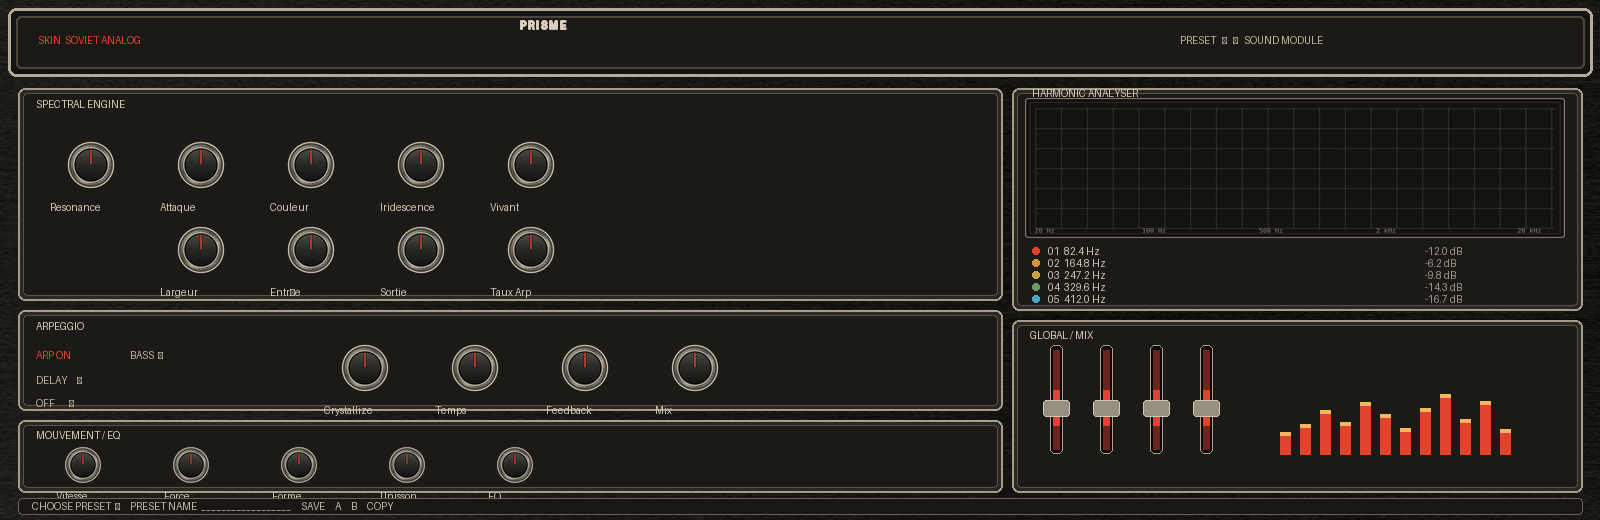 PRISME
SKIN SOVIET ANALOG
PRESET ▯ ▯ SOUND MODULE
SPECTRAL ENGINE
Resonance Attaque Couleur Iridescence Vivant
Largeur Entr▯e Sortie Taux Arp
ARPEGGIO
ARP ON BASS ▯
DELAY ▯
OFF ▯
Crystallize Temps Feedback Mix
MOUVEMENT / EQ
Vitesse Force Forme Unisson EQ
HARMONIC ANALYSER
20 Hz 100 Hz 500 Hz 2 kHz 20 kHz
01 82.4 Hz -12.0 dB
02 164.8 Hz -6.2 dB
03 247.2 Hz -9.8 dB
04 329.6 Hz -14.3 dB
05 412.0 Hz -16.7 dB
GLOBAL / MIX
CHOOSE PRESET ▯ PRESET NAME __________________ SAVE A B COPY